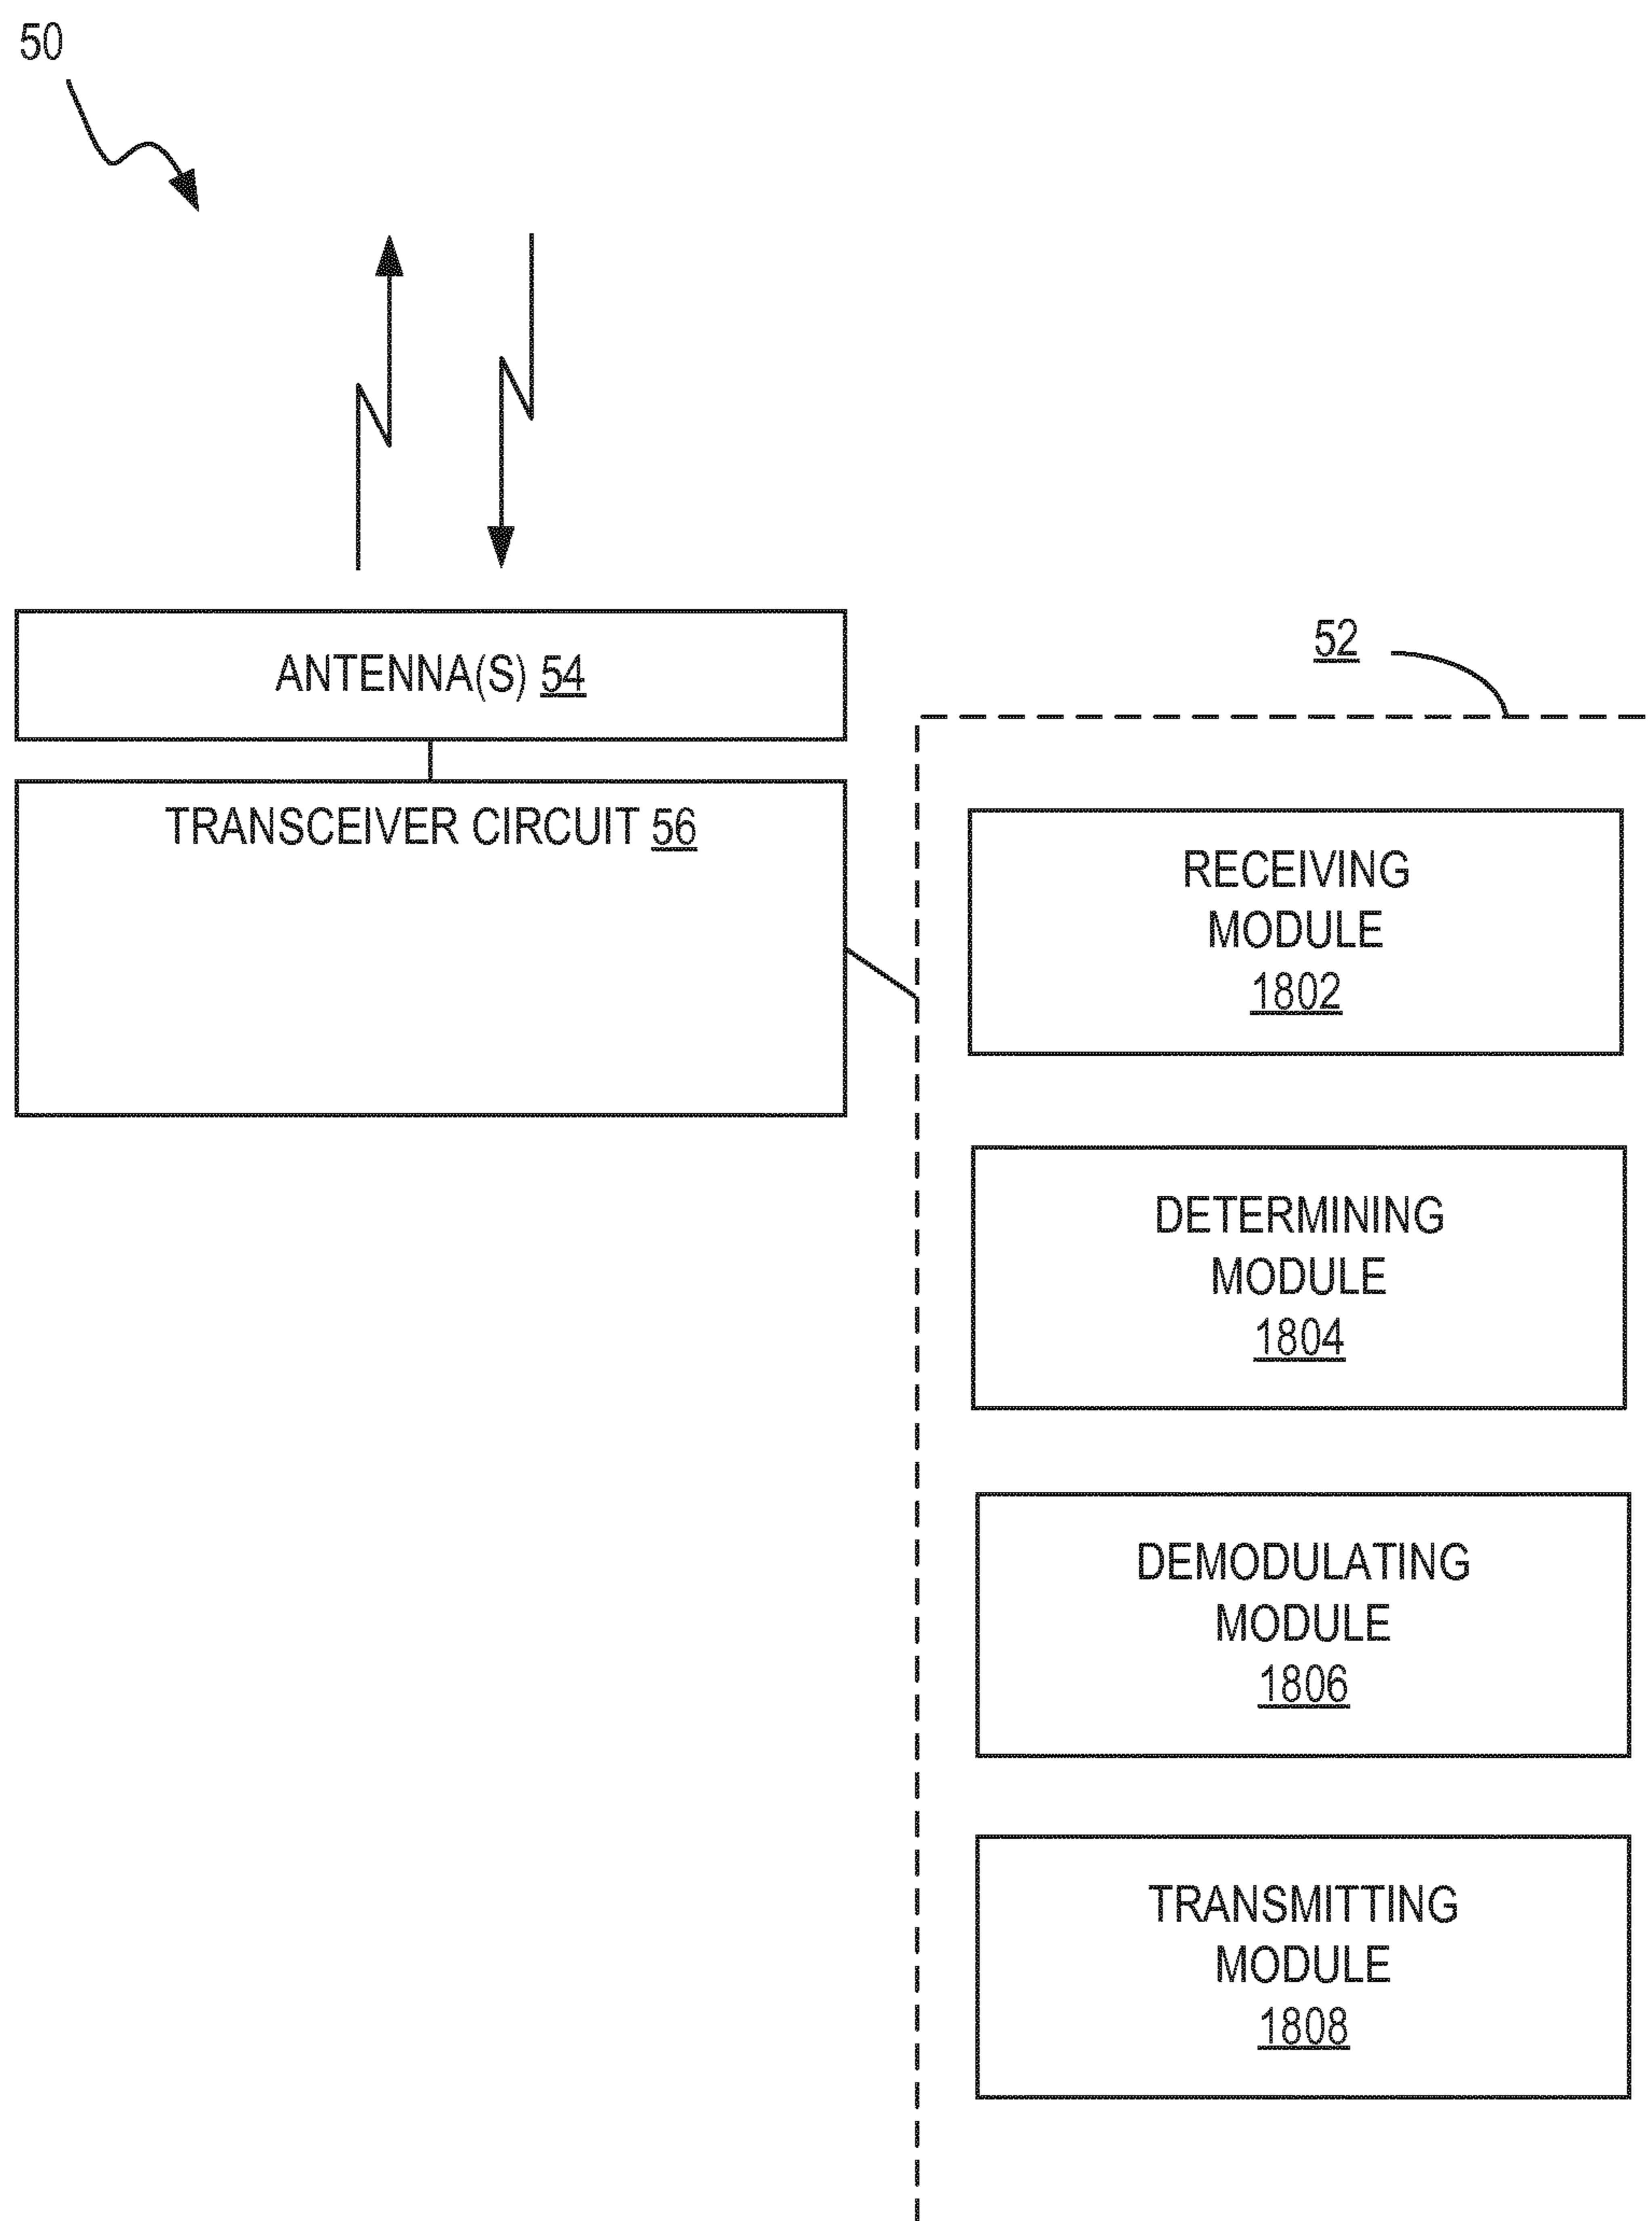 50
ANTENNA(S) 54
52
TRANSCEIVER CIRCUIT 56
RECEIVING
MODULE
1802
DETERMINING
MODULE
1804
DEMODULATING
MODULE
1806
TRANSMITTING
MODULE
1808